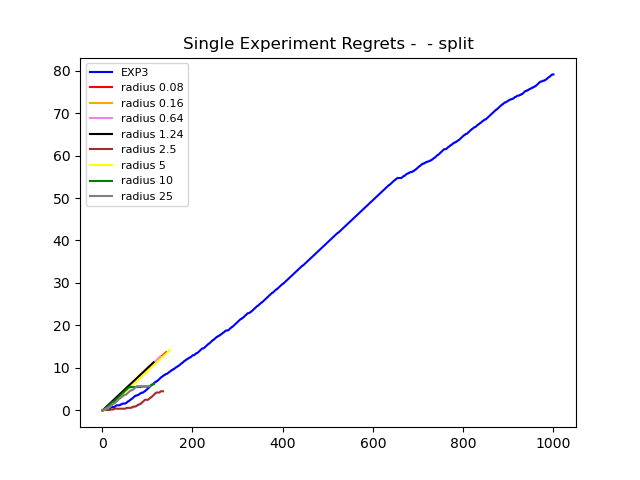 Single Experiment Regrets -  - split
80
70
60
50
40
30
20
10
0
EXP3
radius 0.08
radius 0.16
radius 0.64
radius 1.24
radius 2.5
radius 5
radius 10
radius 25
0 200 400 600 800 1000